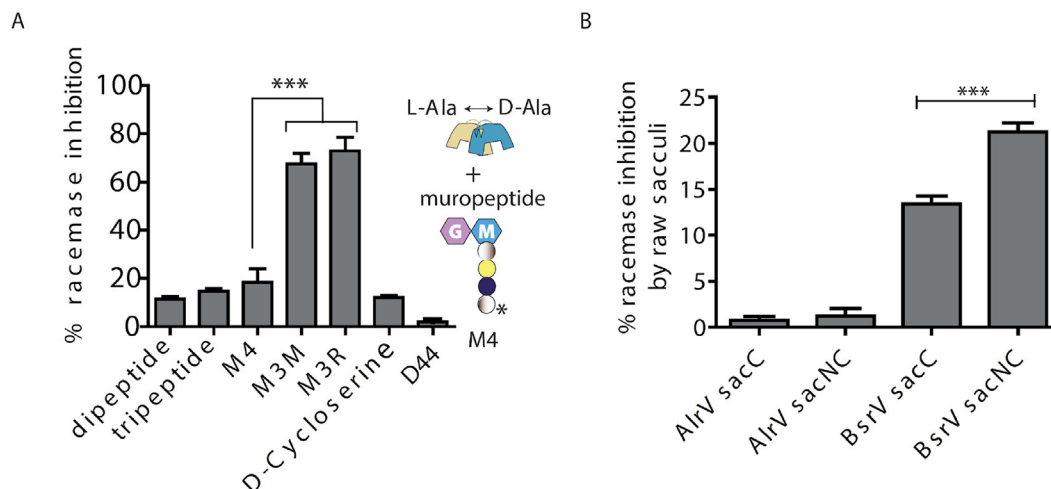 A
% racemase inhibition
100
80
60
40
20
0
***
dipeptide
tripeptide
M4
M3M
M3R
D-Cycloserine
D44
L-Ala ↔ D-Ala
+
muropeptide
G M
*
M4
B
% racemase inhibition
by raw sacculi
25
20
15
10
5
0
***
AlrV sacC
AlrV sacNC
BsrV sacC
BsrV sacNC